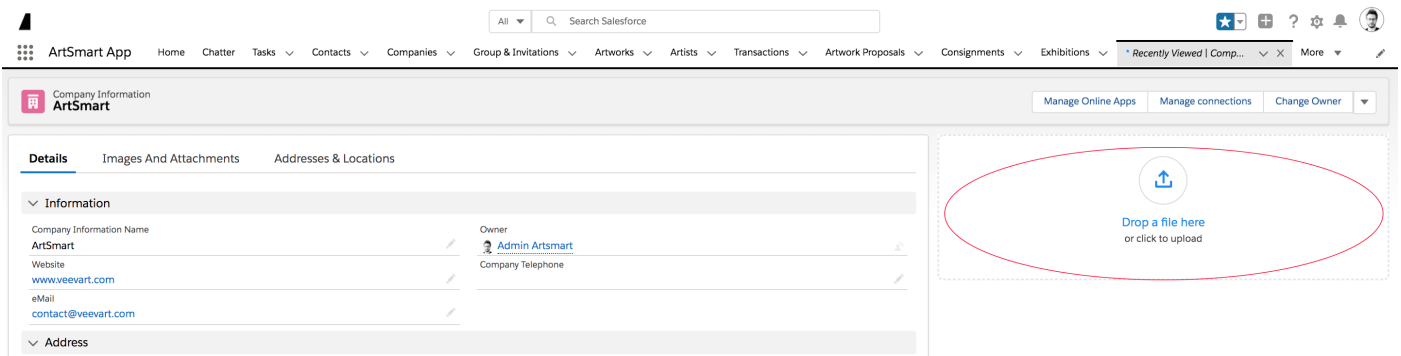 All Search Salesforce
ArtSmart App Home Chatter Tasks Contacts Companies Group & Invitations Artworks Artists Transactions Artwork Proposals Consignments Exhibitions * Recently Viewed | Comp... More
Company Information
ArtSmart
Manage Online Apps Manage connections Change Owner
Details Images And Attachments Addresses & Locations
Information
Company Information Name
ArtSmart
Owner
Admin Artsmart
Website
www.veevart.com
Company Telephone
eMail
contact@veevart.com
Address
Drop a file here
or click to upload